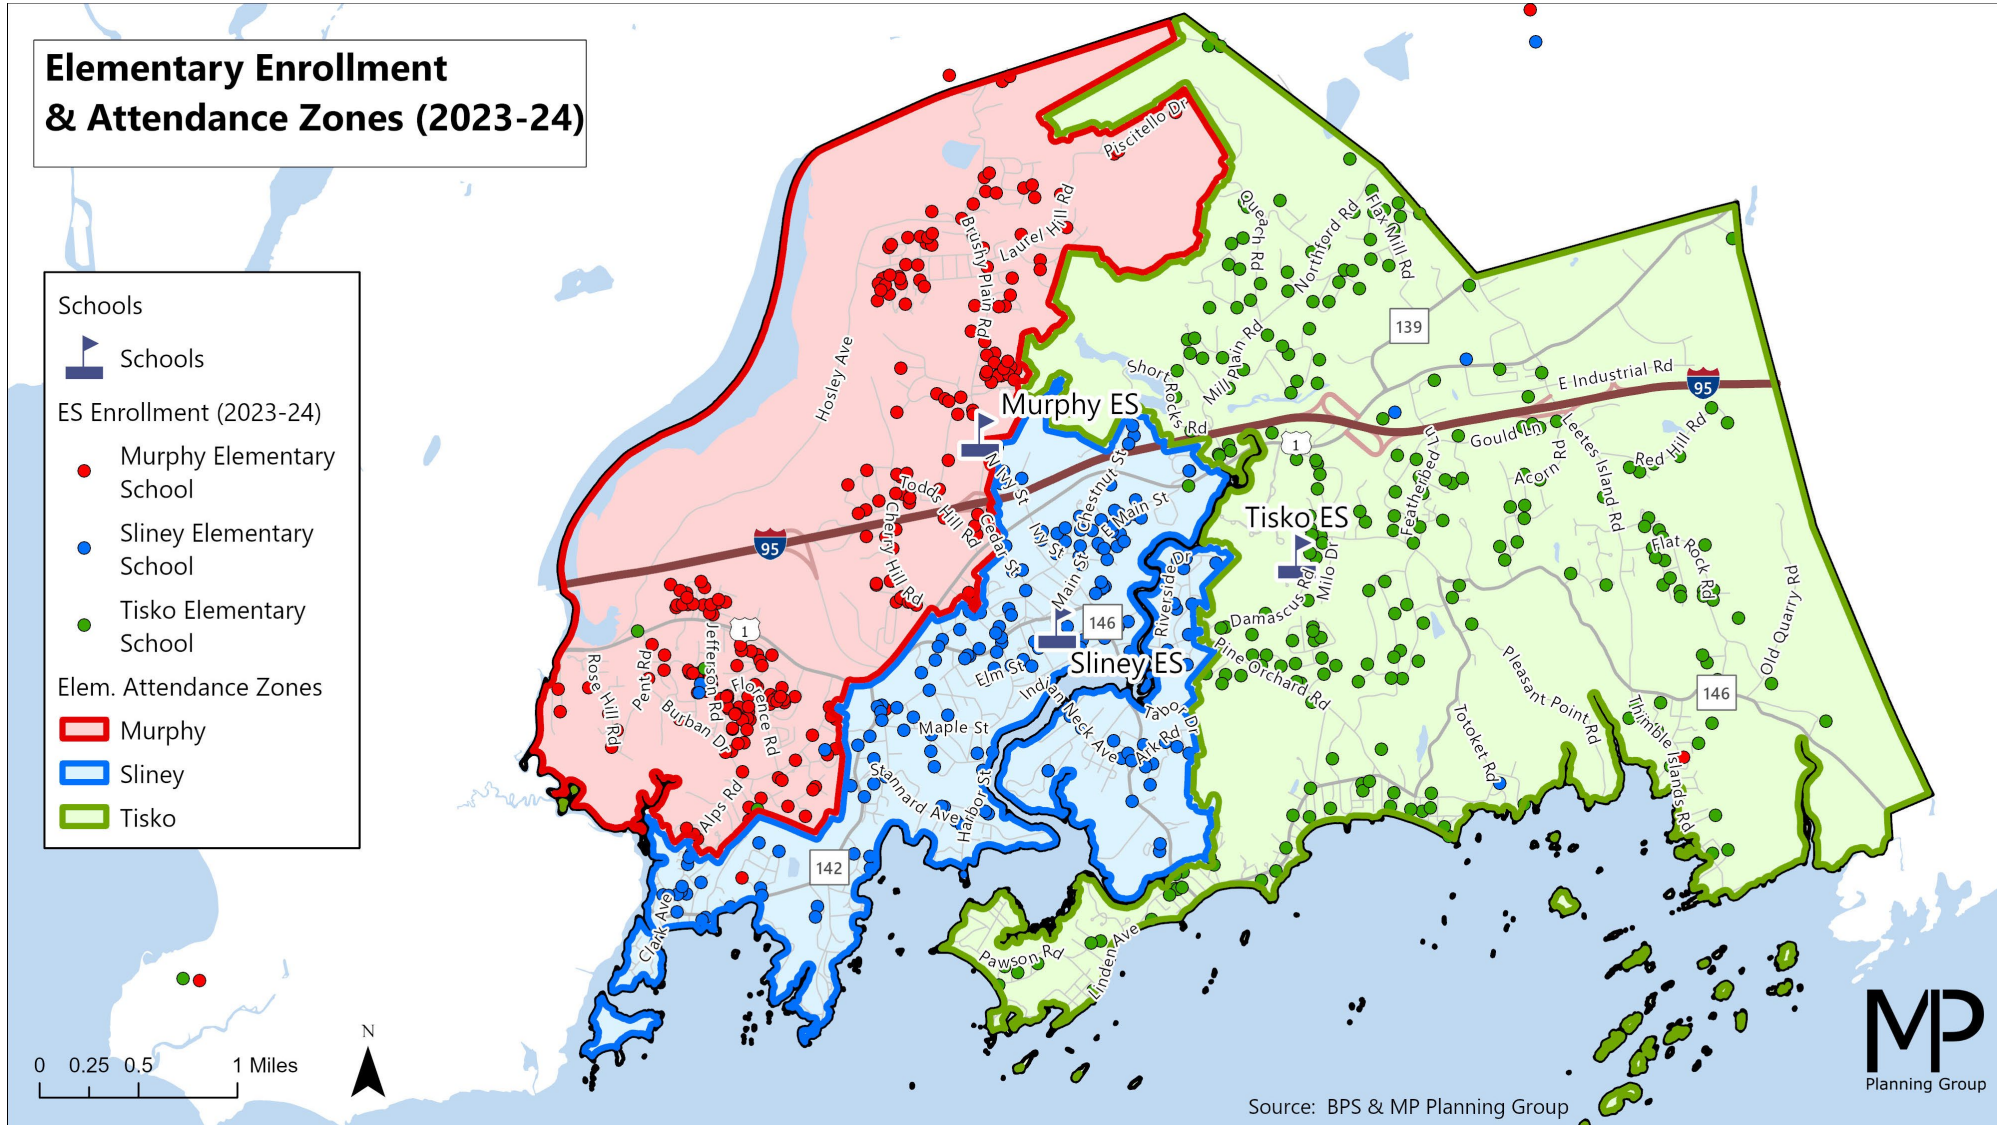 Elementary Enrollment
& Attendance Zones (2023-24)
Schools
Schools
ES Enrollment (2023-24)
Murphy Elementary
School
Sliney Elementary
School
Tisko Elementary
School
Elem. Attendance Zones
Murphy
Sliney
Tisko
Piscitello Dr
Laurel Hill Rd
Brushy Plain Rd
Hosley Ave
Queach Rd
Northford Rd
Flax Mill Rd
139
Mill Plain Rd
Short Rocks Rd
E Industrial Rd
95
Murphy ES
1
Gould Ln
Featherbed Ln
Leetes Island Rd
Red Hill Rd
Acorn Rd
N Ivy St
Todds Hill Rd
Cherry Hill Rd
Cedar St
Ivy St
Chestnut St
E Main St
Main St
95
Tisko ES
Milo Dr
Damascus Rd
Flat Rock Rd
Old Quarry Rd
Riverside Dr
146
Sliney ES
Pine Orchard Rd
1
Jefferson Rd
Florence Rd
Pent Rd
Rose Hill Rd
Burban Dr
Alps Rd
Elm St
Indian Neck Ave
Maple St
Tabor Dr
Ark Rd
Stannard Ave
Harbor St
Totoket Rd
Pleasant Point Rd
Thimble Islands Rd
146
142
Clark Ave
Pawson Rd
Linden Ave
0 0.25 0.5 1 Miles
N
MP
Planning Group
Source: BPS & MP Planning Group